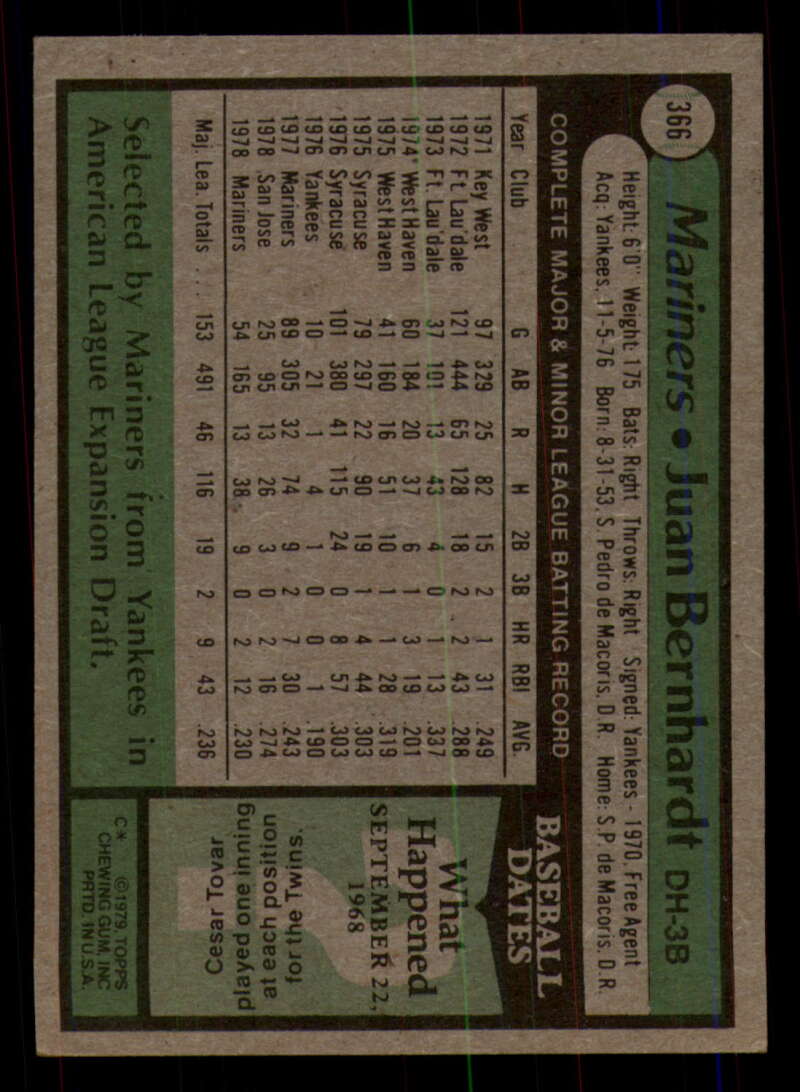 366
Mariners • Juan Bernhardt DH-3B
Height: 6'0" Weight: 175 Bats: Right Throws: Right Signed: Yankees - 1970, Free Agent
Acq: Yankees, 11-5-76 Born: 8-31-53, S. Pedro de Macoris, D.R. Home: S.P. de Macoris, D.R.
COMPLETE MAJOR & MINOR LEAGUE BATTING RECORD
Year Club G AB R H 2B 3B HR RBI AVG.
1971 Key West 97 329 25 82 15 2 1 31 .249
1972 Ft. Lau'dale 121 444 65 128 18 2 2 43 .288
1973 Ft. Lau'dale 37 101 13 43 4 0 1 13 .337
1974 West Haven 60 184 20 37 6 1 3 19 .201
1975 West Haven 41 160 16 51 10 1 1 28 .319
1975 Syracuse 79 297 22 90 19 1 4 44 .303
1976 Syracuse 101 380 41 115 24 0 8 57 .303
1976 Yankees 10 21 1 4 1 0 0 1 .190
1977 Mariners 89 305 32 74 9 2 7 30 .243
1978 San Jose 25 95 13 26 3 0 2 16 .274
1978 Mariners 54 165 13 38 9 0 2 12 .230
Maj. Lea. Totals . . . 153 491 46 116 19 2 9 43 .236
Selected by Mariners from Yankees in
American League Expansion Draft.
BASEBALL
DATES
What
Happened
SEPTEMBER 22,
1968
Cesar Tovar
played one inning
at each position
for the Twins.
C* ©1979, TOPPS
CHEWING GUM, INC
PRTD. IN U.S.A.